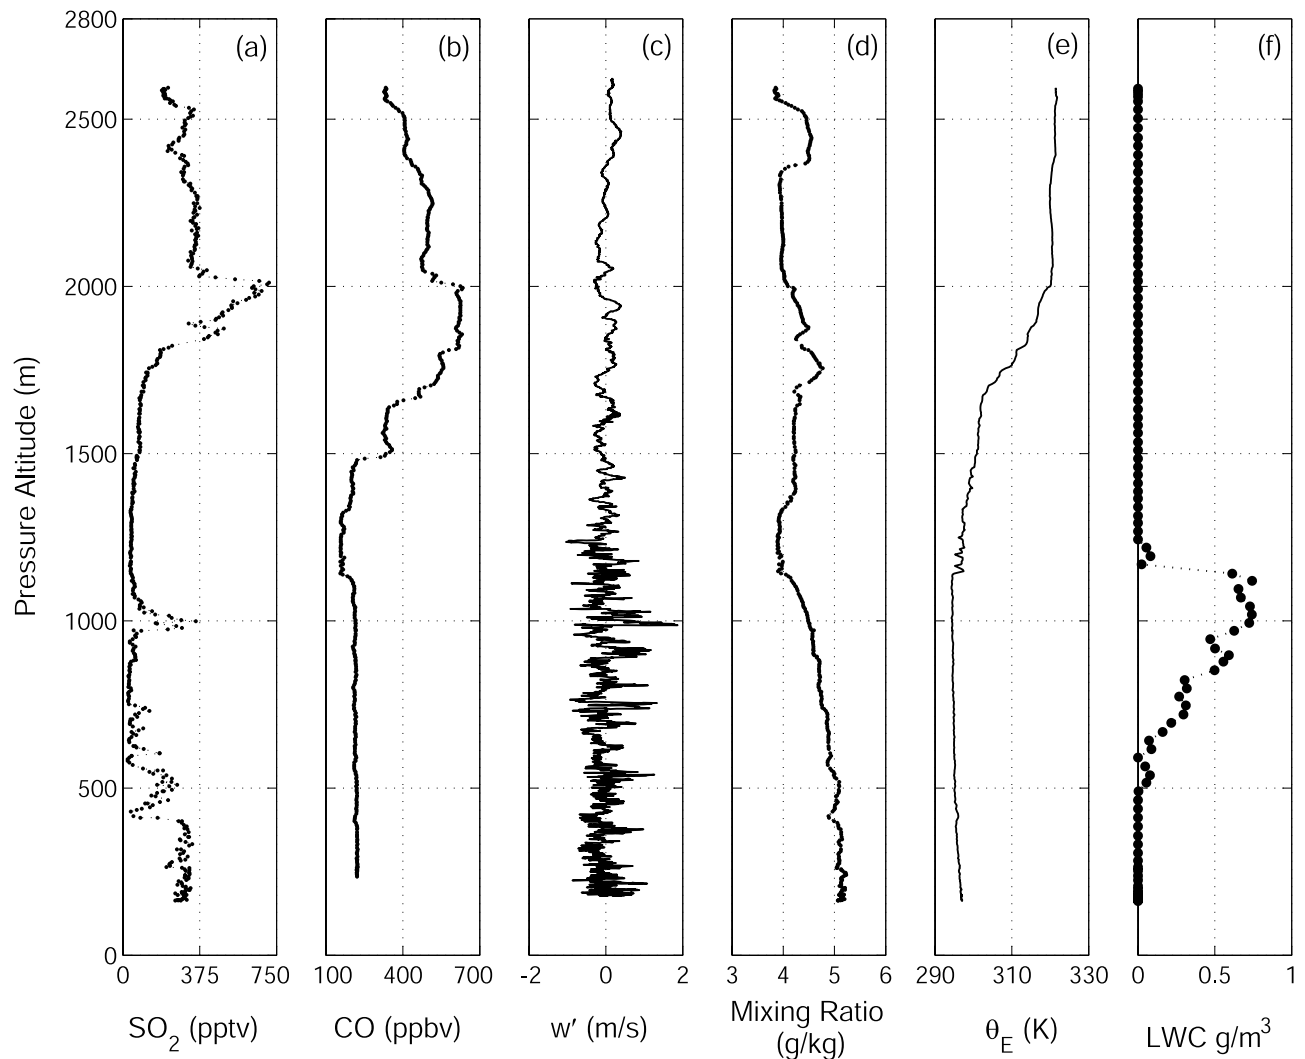 2800
(a)
(b)
(c)
(d)
(e)
(f)
2500
2000
1500
1000
500
0
Pressure Altitude (m)
0 375 750
100 400 700
-2 0 2
3 4 5 6
290 310 330
0 0.5 1
SO2 (pptv)
CO (ppbv)
w′ (m/s)
Mixing Ratio
(g/kg)
θE (K)
LWC g/m3